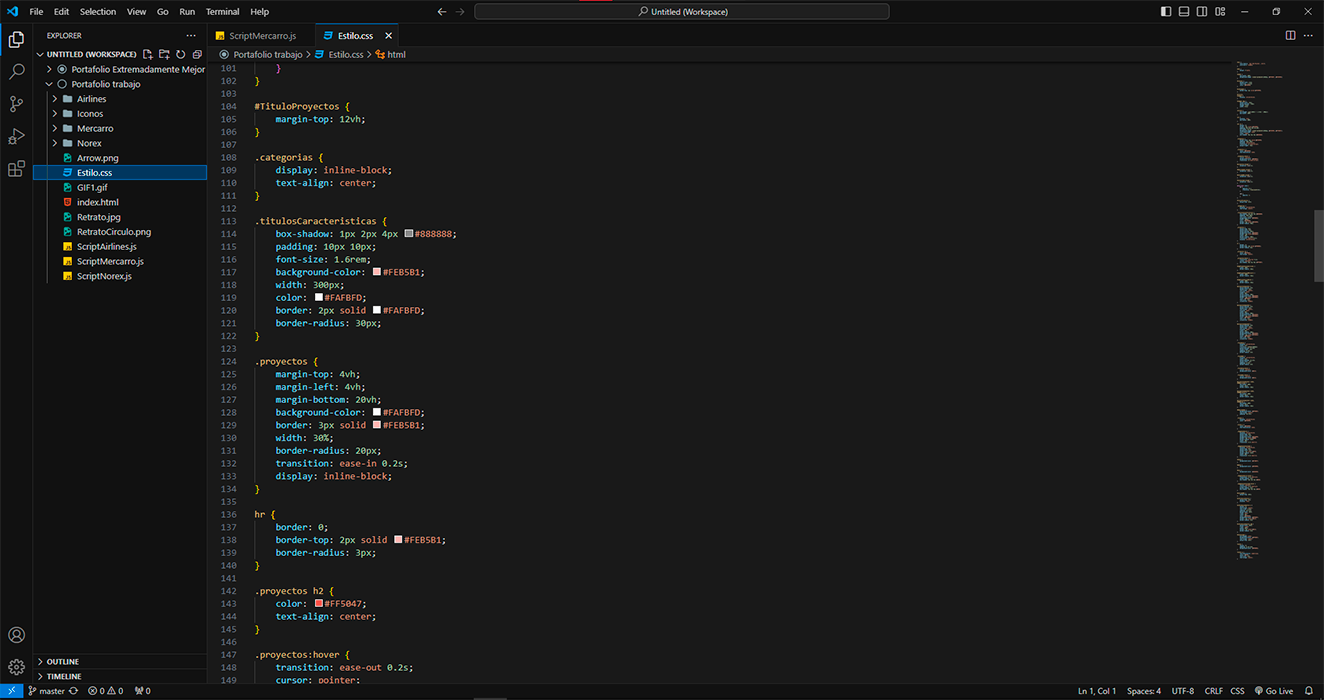 File Edit Selection View Go Run Terminal Help
Untitled (Workspace)
EXPLORER
UNTITLED (WORKSPACE)
Portafolio Extremadamente Mejor
Portafolio trabajo
Airlines
Iconos
Mercarro
Norex
Arrow.png
Estilo.css
GIF1.gif
index.html
Retrato.jpg
RetratoCirculo.png
ScriptAirlines.js
ScriptMercarro.js
ScriptNorex.js
OUTLINE
TIMELINE
ScriptMercarro.js Estilo.css
Portafolio trabajo > Estilo.css > html
101 }
102 }
103
104 #TituloProyectos {
105 margin-top: 12vh;
106 }
107
108 .categorias {
109 display: inline-block;
110 text-align: center;
111 }
112
113 .titulosCaracteristicas {
114 box-shadow: 1px 2px 4px #888888;
115 padding: 10px 10px;
116 font-size: 1.6rem;
117 background-color: #FEB5B1;
118 width: 300px;
119 color: #FAFBFD;
120 border: 2px solid #FAFBFD;
121 border-radius: 30px;
122 }
123
124 .proyectos {
125 margin-top: 4vh;
126 margin-left: 4vh;
127 margin-bottom: 20vh;
128 background-color: #FAFBFD;
129 border: 3px solid #FEB5B1;
130 width: 30%;
131 border-radius: 20px;
132 transition: ease-in 0.2s;
133 display: inline-block;
134 }
135
136 hr {
137 border: 0;
138 border-top: 2px solid #FEB5B1;
139 border-radius: 3px;
140 }
141
142 .proyectos h2 {
143 color: #FF5047;
144 text-align: center;
145 }
146
147 .proyectos:hover {
148 transition: ease-out 0.2s;
149 cursor: pointer;
master 0 0 0 Ln 1, Col 1 Spaces: 4 UTF-8 CRLF CSS Go Live